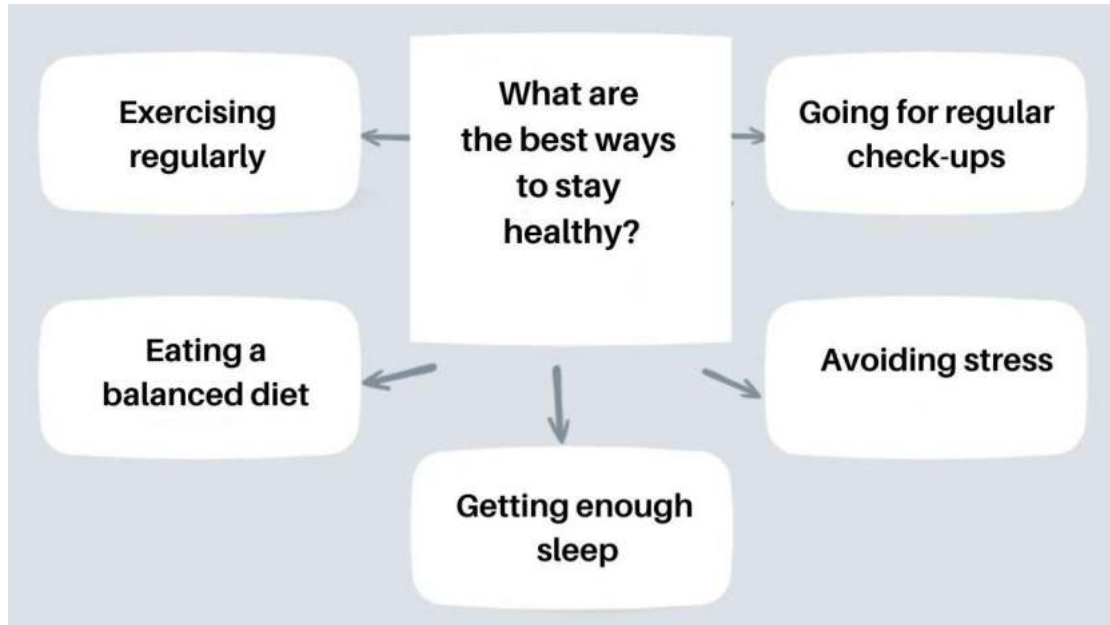 What are
the best ways
to stay
healthy?
Exercising
regularly
Going for regular
check-ups
Eating a
balanced diet
Avoiding stress
Getting enough
sleep